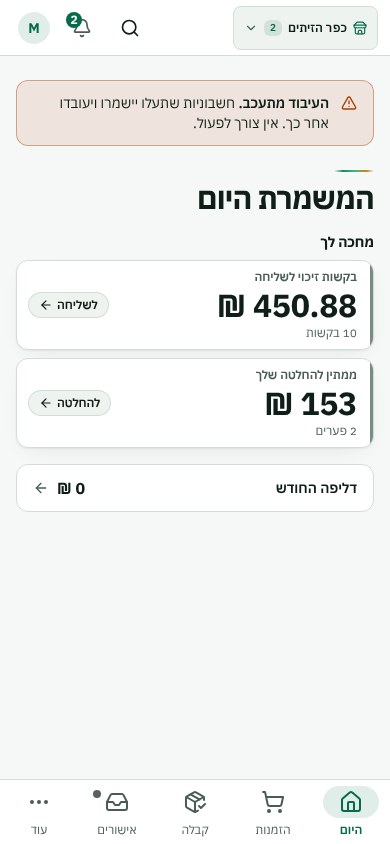 כפר הזיתים 2
2
M
העיבוד מתעכב. חשבוניות שתעלו יישמרו ויעובדו
אחר כך. אין צורך לפעול.
המשמרת היום
מחכה לך
בקשות זיכוי לשליחה
450.88 ₪
10 בקשות
לשליחה
ממתין להחלטה שלך
153 ₪
2 פערים
להחלטה
דליפה החודש
0 ₪
היום
הזמנות
קבלה
אישורים
עוד